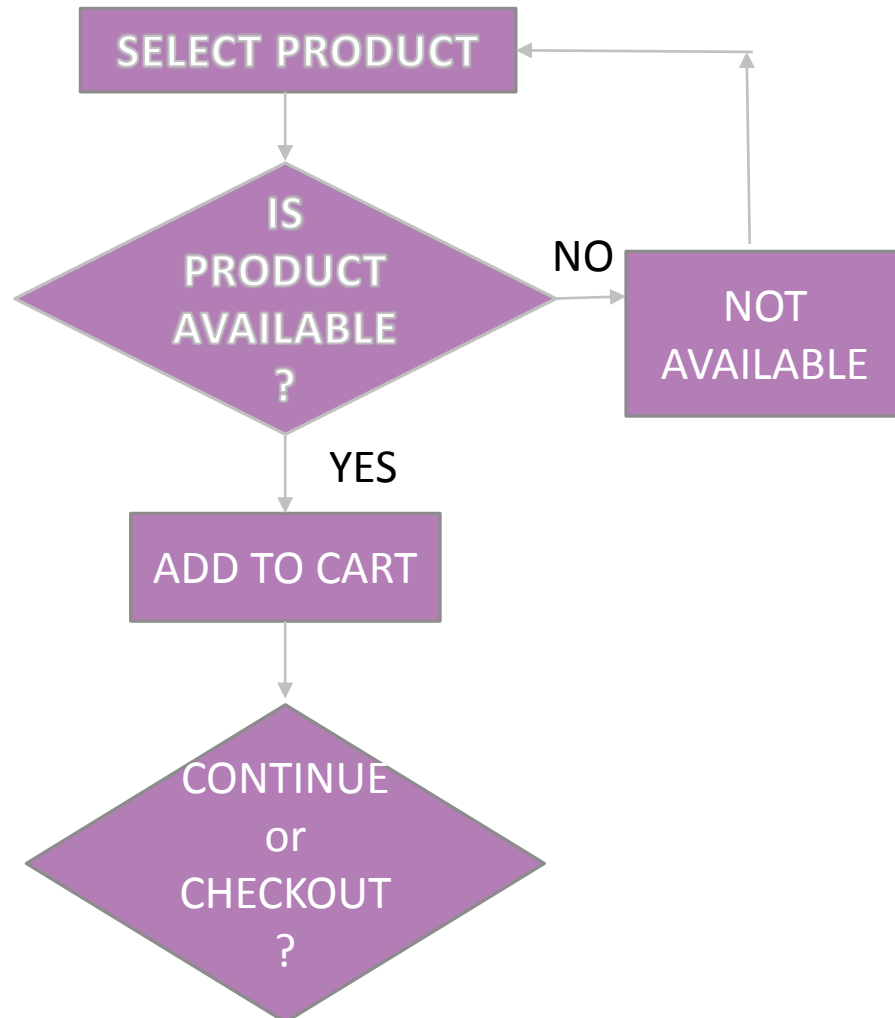 SELECT PRODUCT
IS
PRODUCT
AVAILABLE
?
NO
NOT
AVAILABLE
YES
ADD TO CART
CONTINUE
or
CHECKOUT
?